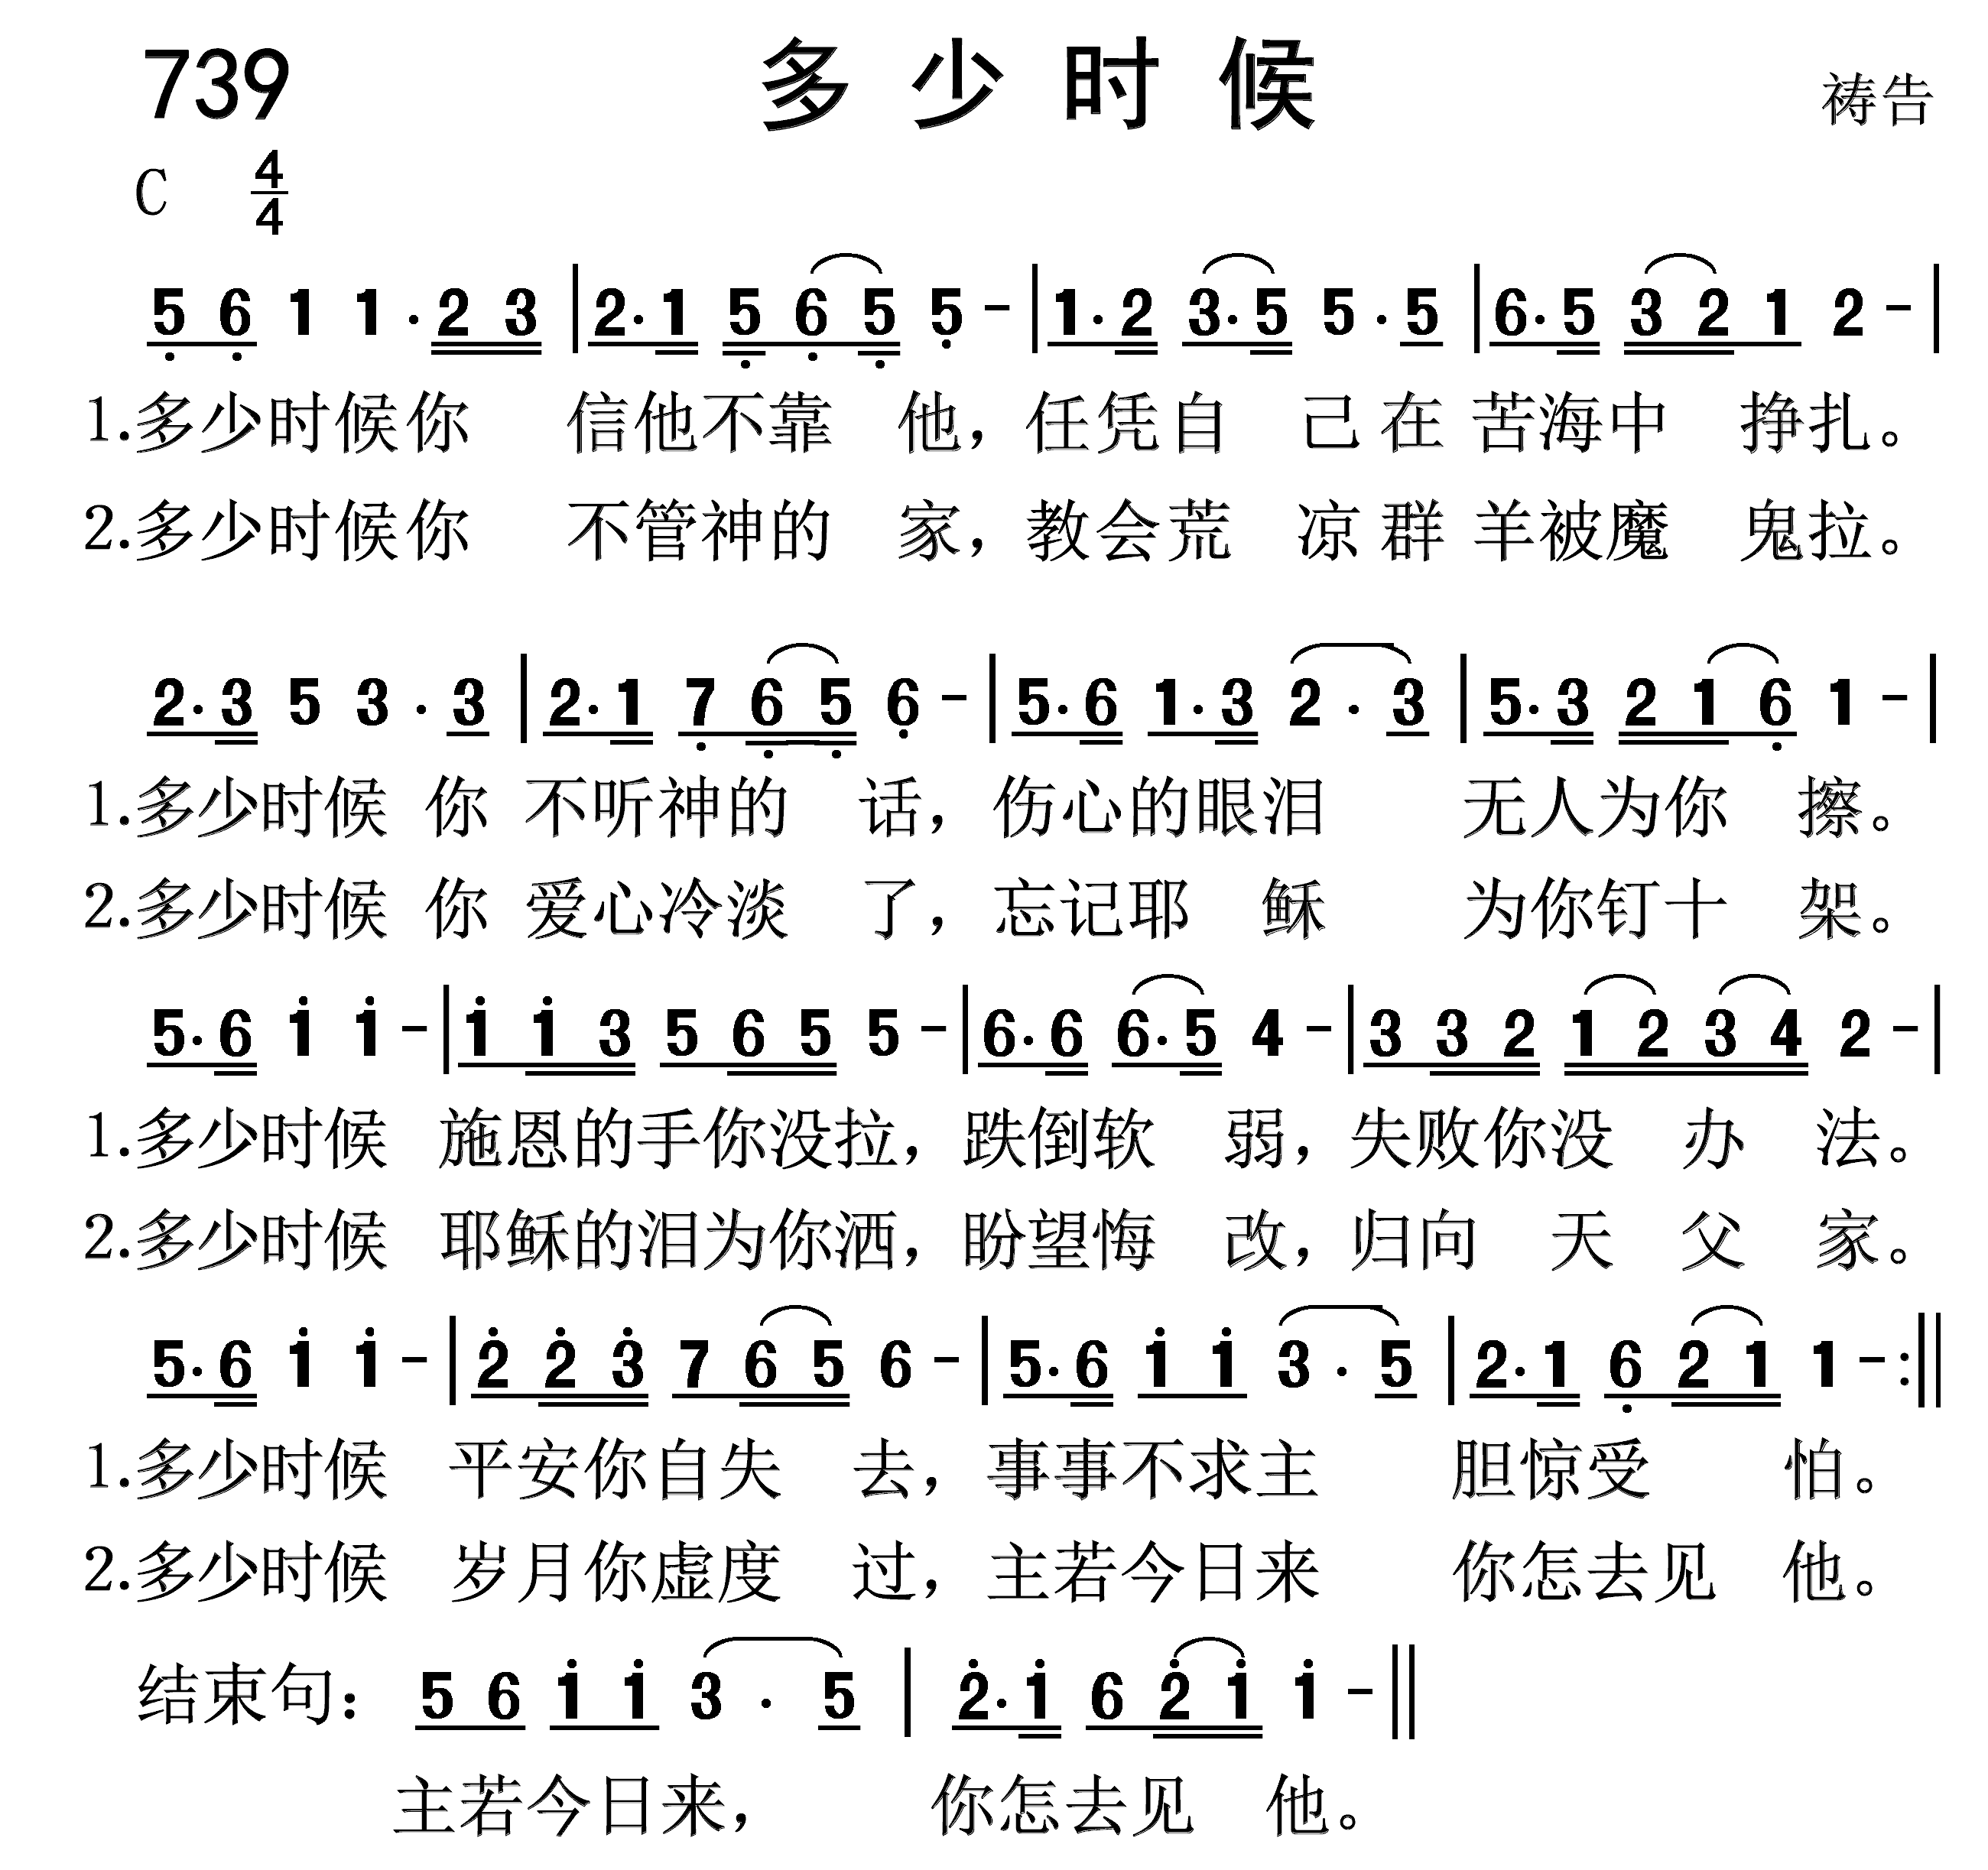 739 多少时候 祷告
C 4/4
5 6 1 1 · 2 3 | 2 · 1 5 6 5 5 - | 1 · 2 3 · 5 5 · 5 | 6 · 5 3 2 1 2 - |
1.多少时候你 信他不靠 他，任凭自 己在 苦海中 挣扎。
2.多少时候你 不管神的 家，教会荒 凉群 羊被魔 鬼拉。
2 · 3 5 3 · 3 | 2 · 1 7 6 5 6 - | 5 · 6 1 · 3 2 · 3 | 5 · 3 2 1 6 1 - |
1.多少时候 你 不听神的 话，伤心的眼泪 无人为你 擦。
2.多少时候 你 爱心冷淡 了，忘记耶 稣 为你钉十 架。
5 · 6 1 1 - | 1 1 3 5 6 5 5 - | 6 · 6 6 · 5 4 - | 3 3 2 1 2 3 4 2 - |
1.多少时候 施恩的手你没拉，跌倒软 弱，失败你没 办 法。
2.多少时候 耶稣的泪为你洒，盼望悔 改，归向 天 父 家。
5 · 6 1 1 - | 2 2 3 7 6 5 6 - | 5 · 6 1 1 3 · 5 | 2 · 1 6 2 1 1 - :||
1.多少时候 平安你自失 去，事事不求主 胆惊受 怕。
2.多少时候 岁月你虚度 过，主若今日来 你怎去见 他。
结束句： 5 6 1 1 3 · 5 | 2 · 1 6 2 1 1 - ||
主若今日来， 你怎去见 他。